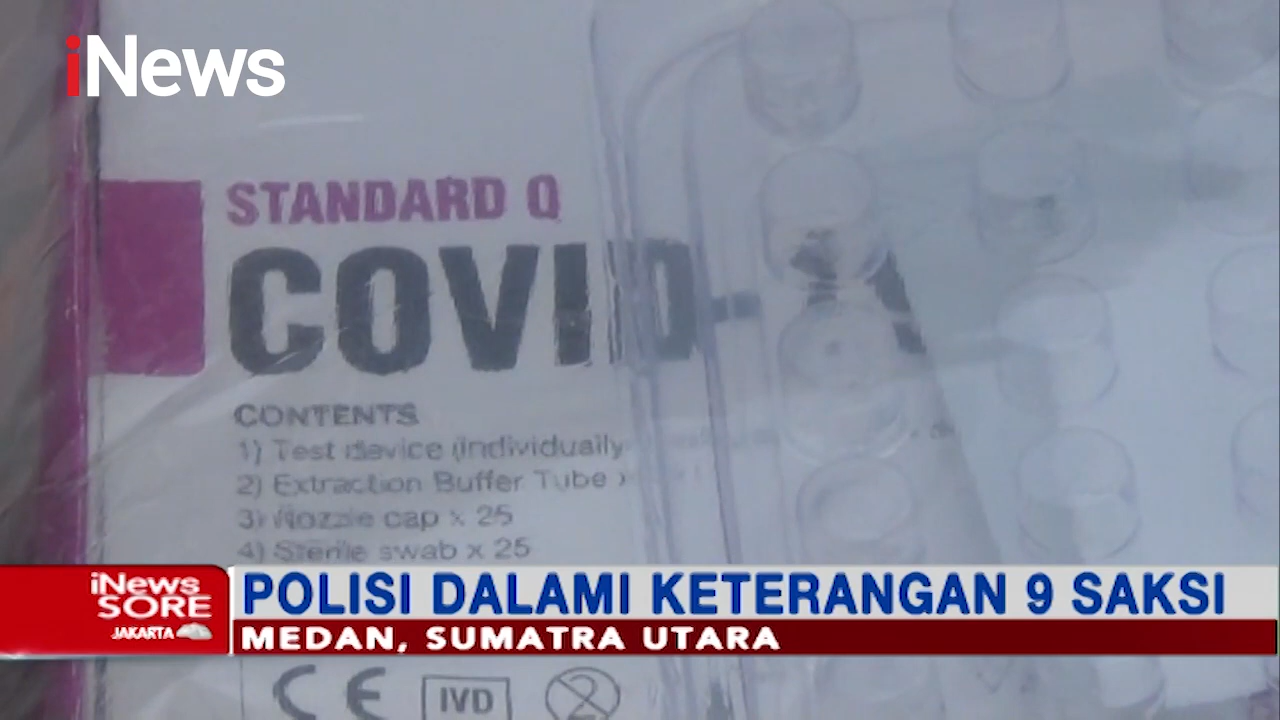 iNews
STANDARD Q
COVID-
CONTENTS
1) Test device (individually
2) Extraction Buffer Tube x
3) Nozzle cap x 25
4) Sterile swab x 25
iNews
SORE
JAKARTA
POLISI DALAMI KETERANGAN 9 SAKSI
MEDAN, SUMATRA UTARA
CE IVD 2